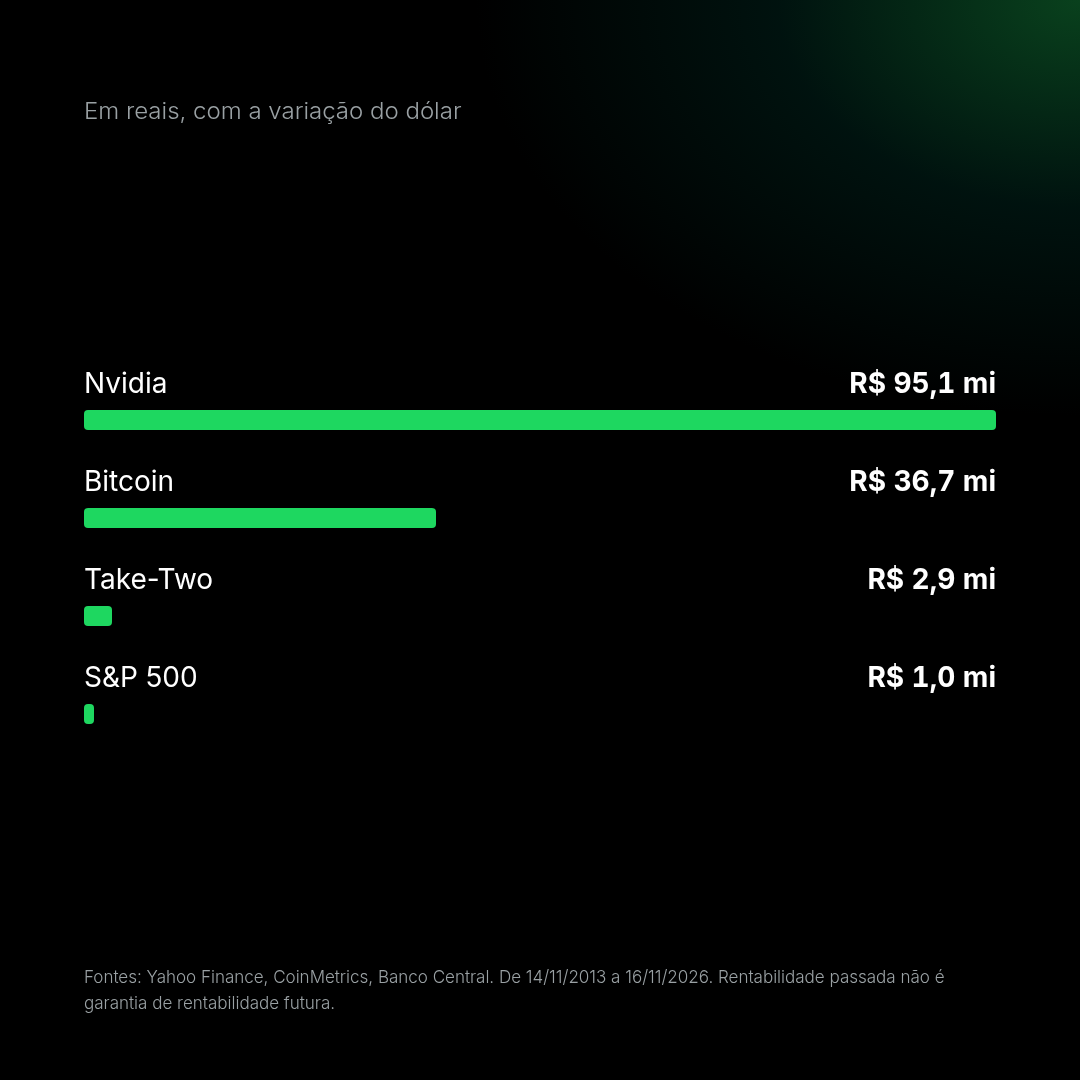 Em reais, com a variação do dólar
Nvidia R$ 95,1 mi
Bitcoin R$ 36,7 mi
Take-Two R$ 2,9 mi
S&P 500 R$ 1,0 mi
Fontes: Yahoo Finance, CoinMetrics, Banco Central. De 14/11/2013 a 16/11/2026. Rentabilidade passada não é
garantia de rentabilidade futura.